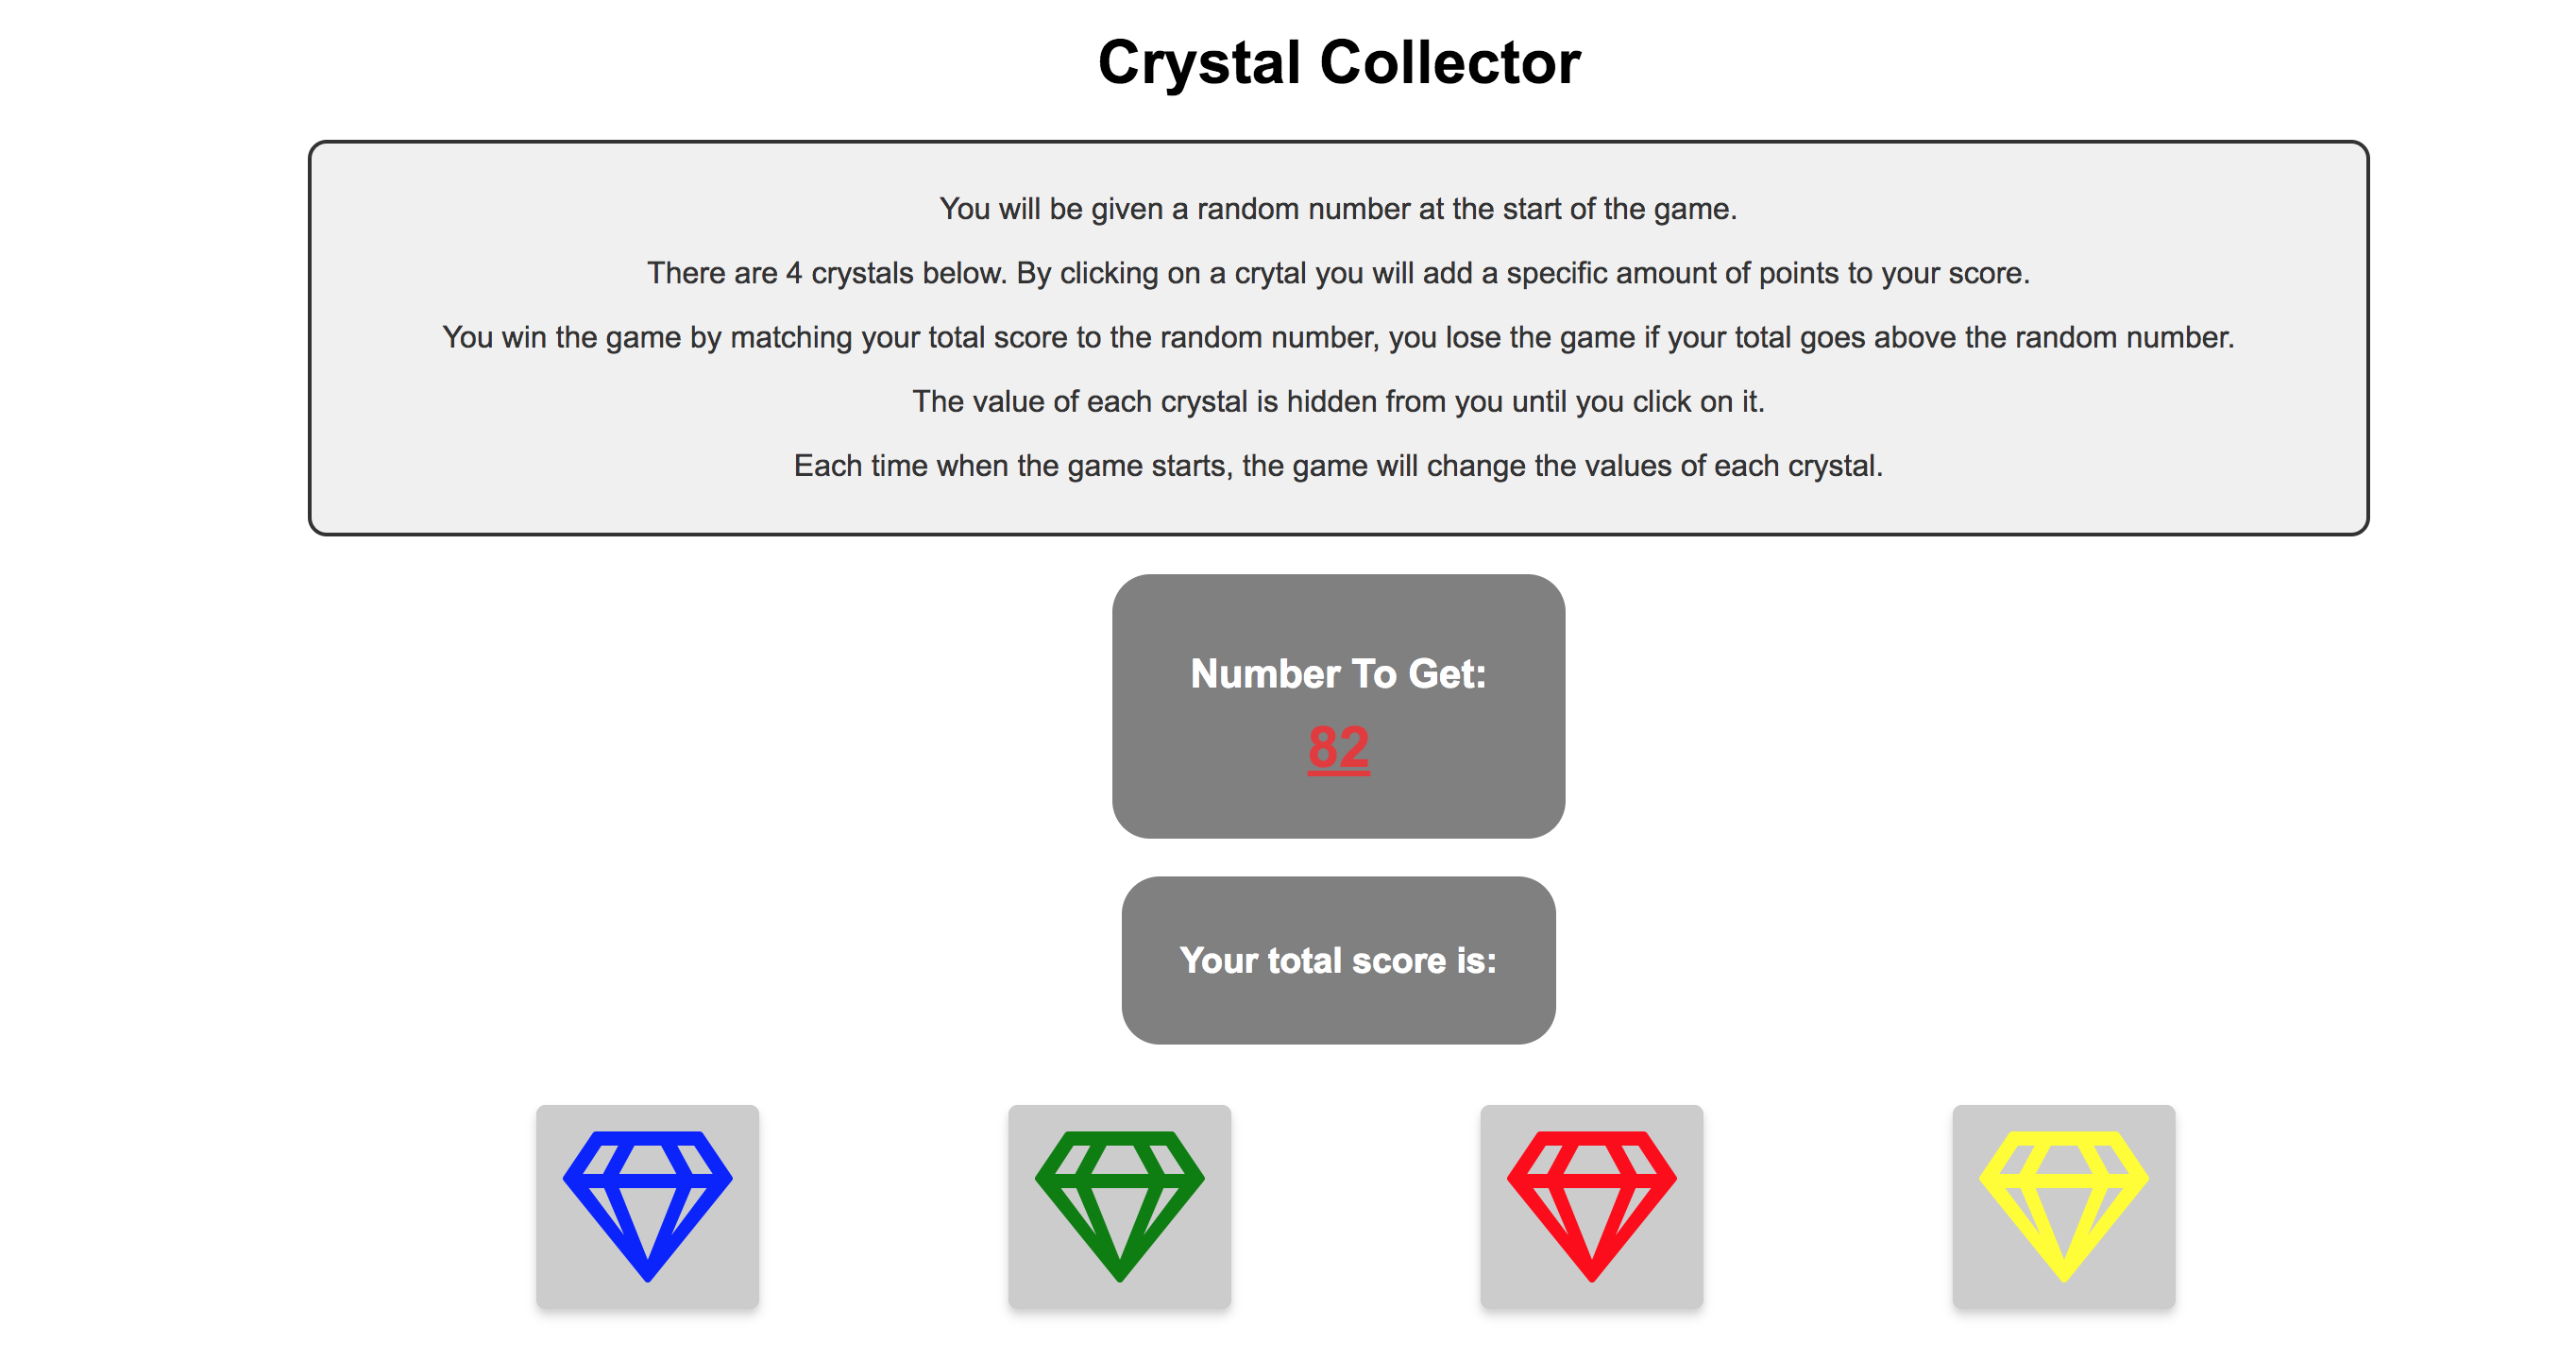 Crystal Collector
You will be given a random number at the start of the game.
There are 4 crystals below. By clicking on a crytal you will add a specific amount of points to your score.
You win the game by matching your total score to the random number, you lose the game if your total goes above the random number.
The value of each crystal is hidden from you until you click on it.
Each time when the game starts, the game will change the values of each crystal.
Number To Get:
82
Your total score is: